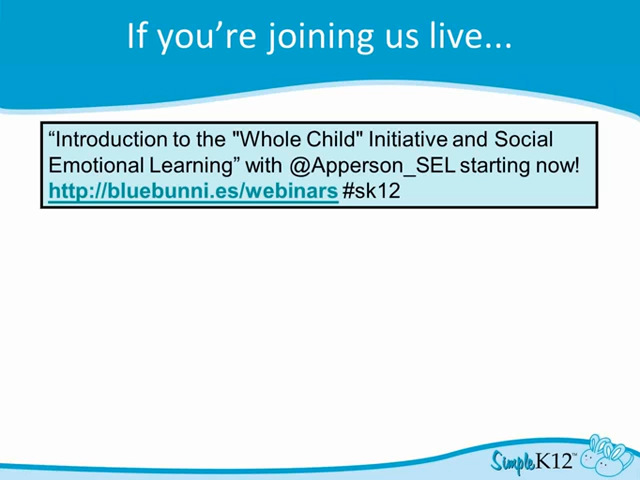 If you’re joining us live...
“Introduction to the "Whole Child" Initiative and Social
Emotional Learning” with @Apperson_SEL starting now!
http://bluebunni.es/webinars #sk12
SimpleK12™